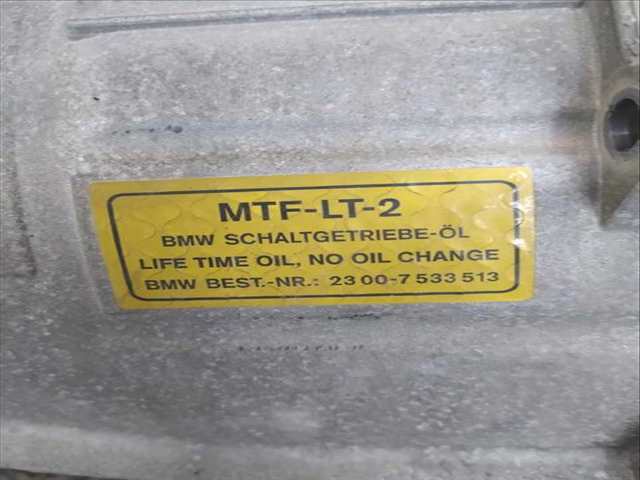 MTF-LT-2
BMW SCHALTGETRIEBE-ÖL
LIFE TIME OIL, NO OIL CHANGE
BMW BEST.-NR.: 23 00-7 533 513